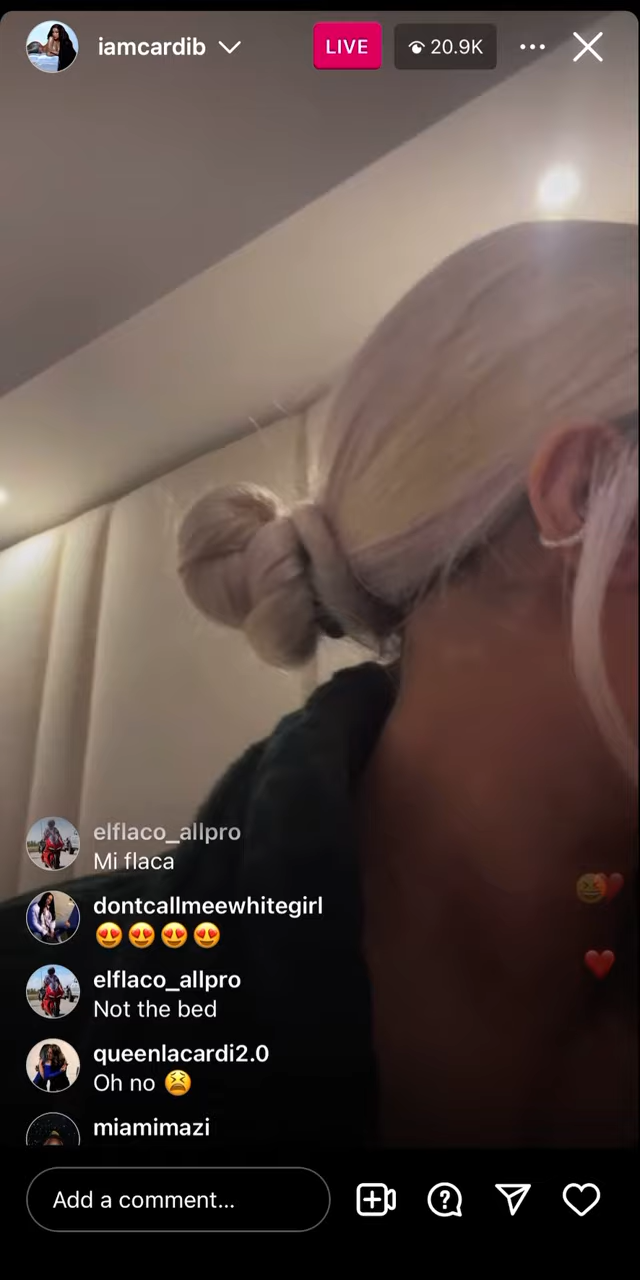 iamcardib
LIVE
20.9K
elflaco_allpro
Mi flaca
dontcallmeewhitegirl
😍😍😍😍
elflaco_allpro
Not the bed
queenlacardi2.0
Oh no 😫
miamimazi
Add a comment...